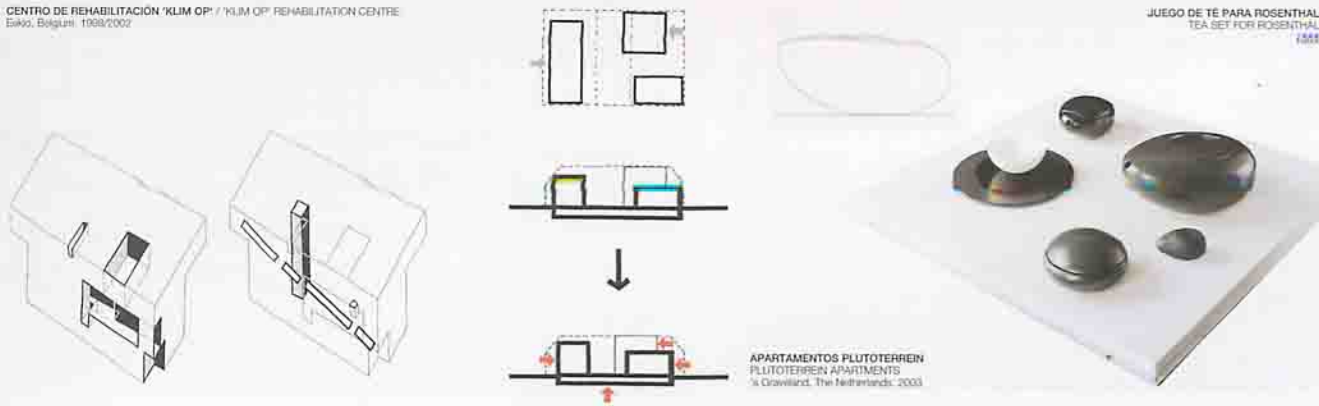 CENTRO DE REHABILITACIÓN 'KLIM OP' / 'KLIM OP' REHABILITATION CENTRE
Eeklo, Belgium. 1998/2002
JUEGO DE TÉ PARA ROSENTHAL
TEA SET FOR ROSENTHAL
APARTAMENTOS PLUTOTERREIN
PLUTOTERREIN APARTMENTS
's Graveland, The Netherlands. 2003